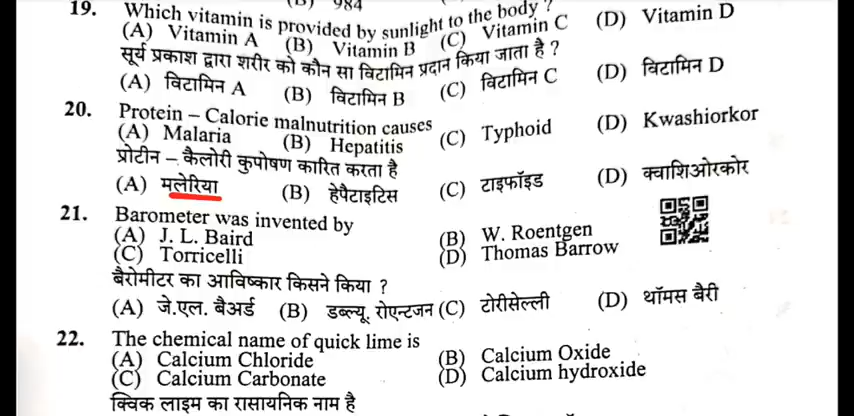 (B) 984
19. Which vitamin is provided by sunlight to the body ?
(A) Vitamin A (B) Vitamin B (C) Vitamin C (D) Vitamin D
सूर्य प्रकाश द्वारा शरीर को कौन सा विटामिन प्रदान किया जाता है ?
(A) विटामिन A (B) विटामिन B (C) विटामिन C (D) विटामिन D
20. Protein – Calorie malnutrition causes
(A) Malaria (B) Hepatitis (C) Typhoid (D) Kwashiorkor
प्रोटीन – कैलोरी कुपोषण कारित करता है
(A) मलेरिया (B) हेपैटाइटिस (C) टाइफॉइड (D) क्वाशिओरकोर
21. Barometer was invented by
(A) J. L. Baird (B) W. Roentgen
(C) Torricelli (D) Thomas Barrow
बैरोमीटर का आविष्कार किसने किया ?
(A) जे.एल. बैअर्ड (B) डब्ल्यू. रोएन्टजन (C) टोरीसेल्ली (D) थॉमस बैरी
22. The chemical name of quick lime is
(A) Calcium Chloride (B) Calcium Oxide
(C) Calcium Carbonate (D) Calcium hydroxide
क्विक लाइम का रासायनिक नाम है